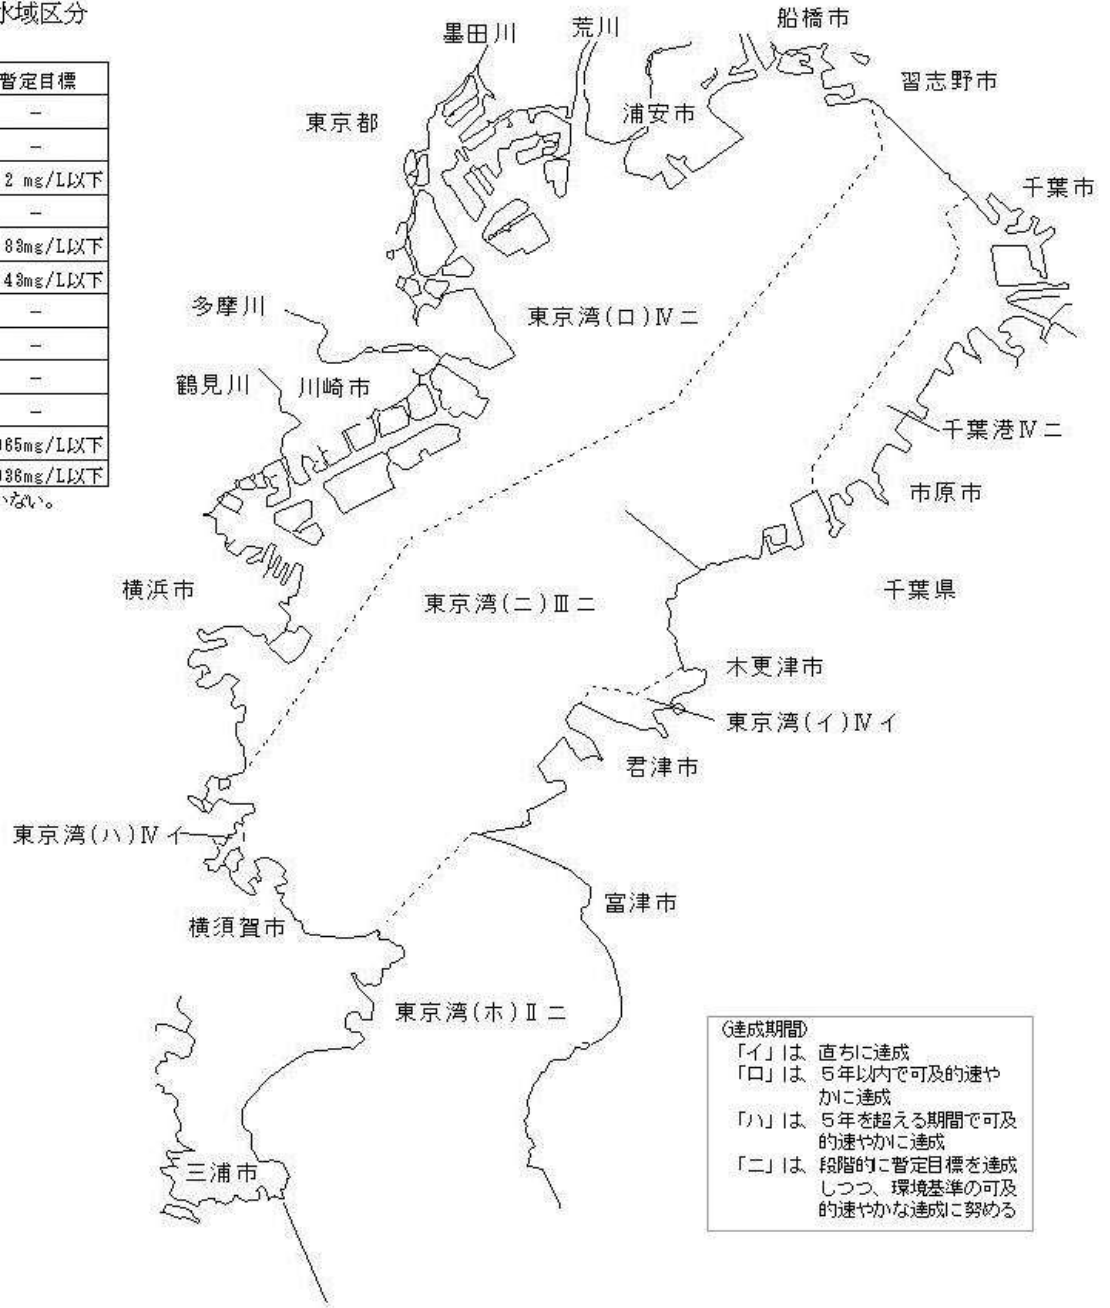 水域区分
暫定目標
－
－
2 mg/L以下
－
83mg/L以下
43mg/L以下
－
－
－
－
065mg/L以下
036mg/L以下
いない。
墨田川
荒川
船橋市
習志野市
東京都
浦安市
千葉市
多摩川
東京湾(ロ)Ⅳニ
鶴見川
川崎市
千葉港Ⅳニ
市原市
横浜市
東京湾(ニ)Ⅲニ
千葉県
木更津市
東京湾(イ)Ⅳイ
君津市
東京湾(ハ)Ⅳイ
富津市
横須賀市
東京湾(ホ)Ⅱニ
三浦市
(達成期間)
「イ」は、直ちに達成
「ロ」は、５年以内で可及的速や
かに達成
「ハ」は、５年を超える期間で可及
的速やかに達成
「ニ」は、段階的に暫定目標を達成
しつつ、環境基準の可及
的速やかな達成に努める